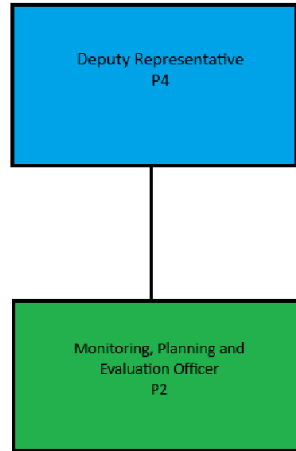 Deputy Representative
P4
Monitoring, Planning and
Evaluation Officer
P2